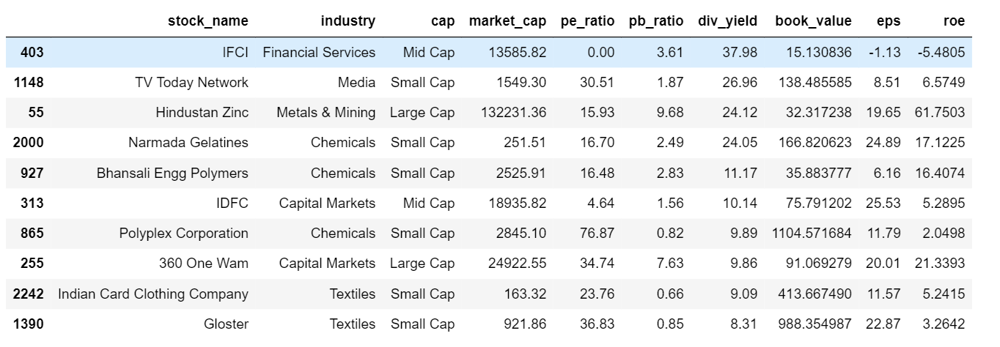 stock_name industry cap market_cap pe_ratio pb_ratio div_yield book_value eps roe
403 IFCI Financial Services Mid Cap 13585.82 0.00 3.61 37.98 15.130836 -1.13 -5.4805
1148 TV Today Network Media Small Cap 1549.30 30.51 1.87 26.96 138.485585 8.51 6.5749
55 Hindustan Zinc Metals & Mining Large Cap 132231.36 15.93 9.68 24.12 32.317238 19.65 61.7503
2000 Narmada Gelatines Chemicals Small Cap 251.51 16.70 2.49 24.05 166.820623 24.89 17.1225
927 Bhansali Engg Polymers Chemicals Small Cap 2525.91 16.48 2.83 11.17 35.883777 6.16 16.4074
313 IDFC Capital Markets Mid Cap 18935.82 4.64 1.56 10.14 75.791202 25.53 5.2895
865 Polyplex Corporation Chemicals Small Cap 2845.10 76.87 0.82 9.89 1104.571684 11.79 2.0498
255 360 One Wam Capital Markets Large Cap 24922.55 34.74 7.63 9.86 91.069279 20.01 21.3393
2242 Indian Card Clothing Company Textiles Small Cap 163.32 23.76 0.66 9.09 413.667490 11.57 5.2415
1390 Gloster Textiles Small Cap 921.86 36.83 0.85 8.31 988.354987 22.87 3.2642